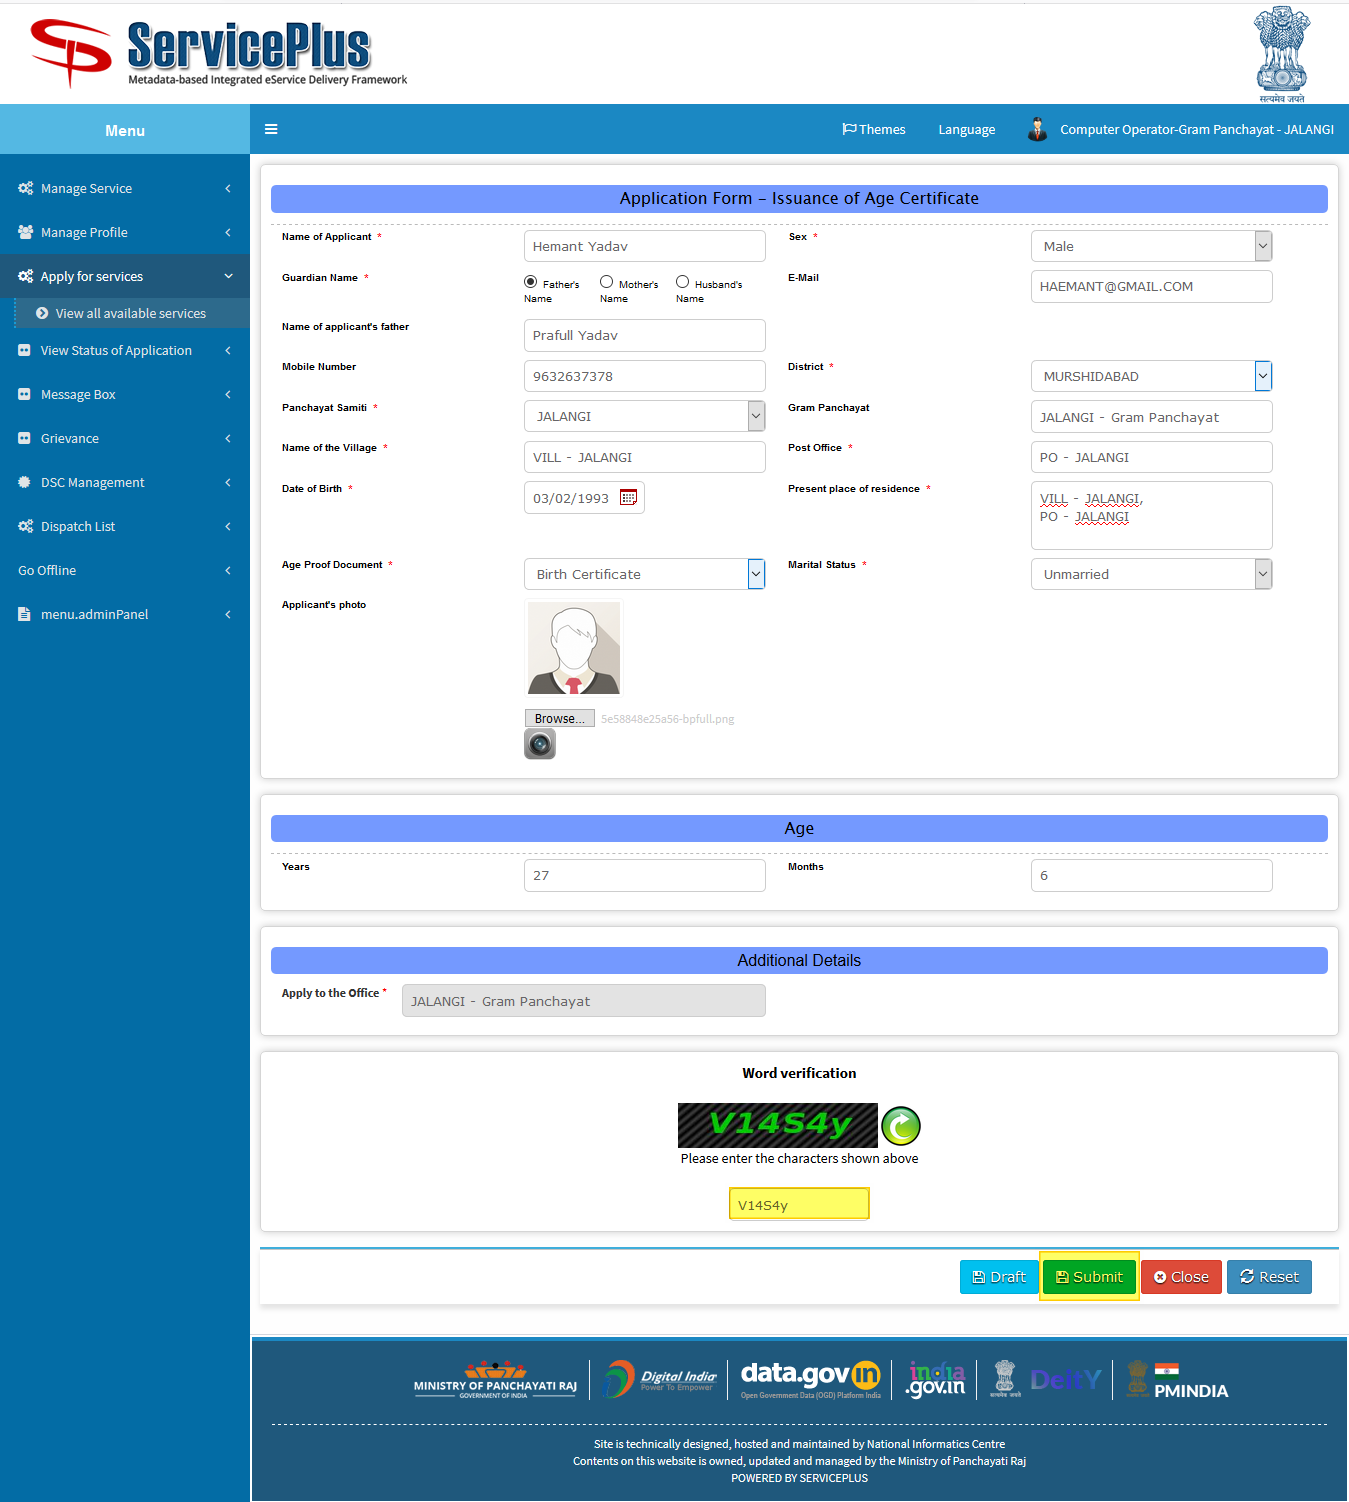 ServicePlus
Metadata-based Integrated eService Delivery Framework
सत्यमेव जयते
Menu
Themes Language Computer Operator-Gram Panchayat - JALANGI
Manage Service
Manage Profile
Apply for services
View all available services
View Status of Application
Message Box
Grievance
DSC Management
Dispatch List
Go Offline
menu.adminPanel
Application Form – Issuance of Age Certificate
Name of Applicant * Hemant Yadav Sex * Male
Guardian Name * Father's Name Mother's Name Husband's Name E-Mail HAEMANT@GMAIL.COM
Name of applicant's father Prafull Yadav
Mobile Number 9632637378 District * MURSHIDABAD
Panchayat Samiti * JALANGI Gram Panchayat JALANGI - Gram Panchayat
Name of the Village * VILL - JALANGI Post Office * PO - JALANGI
Date of Birth * 03/02/1993 Present place of residence * VILL - JALANGI,
PO - JALANGI
Age Proof Document * Birth Certificate Marital Status * Unmarried
Applicant's photo
Browse... 5e58848e25a56-bpfull.png
Age
Years 27 Months 6
Additional Details
Apply to the Office * JALANGI - Gram Panchayat
Word verification
V14S4y
Please enter the characters shown above
V14S4y
Draft Submit Close Reset
MINISTRY OF PANCHAYATI RAJ
GOVERNMENT OF INDIA
Digital India
Power To Empower
data.gov in
Open Government Data (OGD) Platform India
india
.gov.in
सत्यमेव जयते
DeitY
PMINDIA
Site is technically designed, hosted and maintained by National Informatics Centre
Contents on this website is owned, updated and managed by the Ministry of Panchayati Raj
POWERED BY SERVICEPLUS